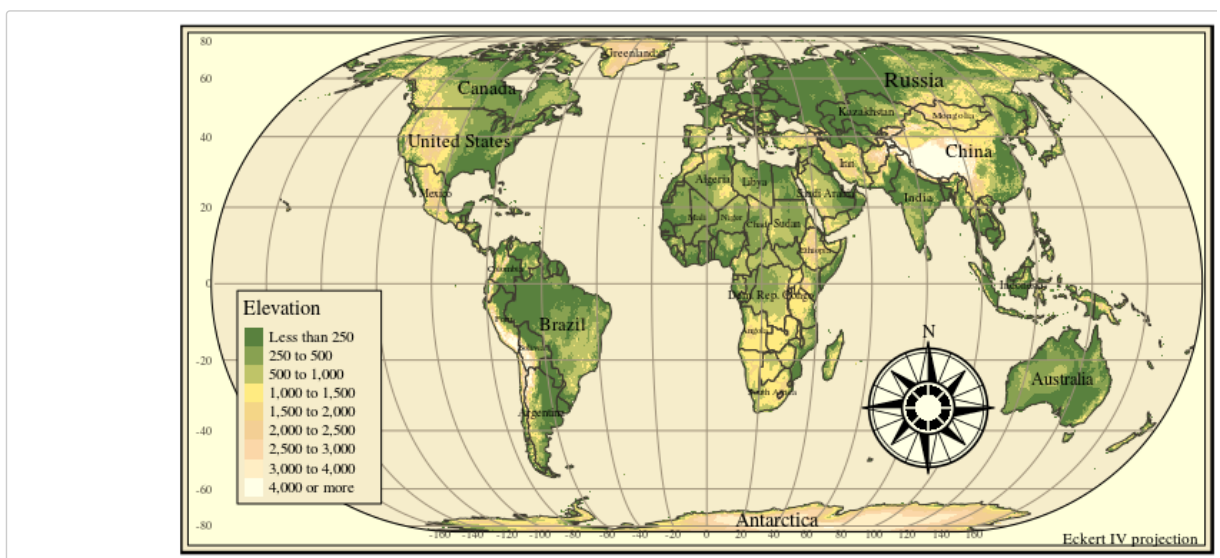 80
Greenland
60
Russia
Canada
Kazakhstan
Mongolia
40
United States
China
Iran
Algeria
Libya
Mexico
Saudi Arabia
India
20
Mali
Niger
Chad
Sudan
Ethiopia
Colombia
0
Indonesia
Dem. Rep. Congo
Elevation
Peru
Brazil
Angola
N
Less than 250
250 to 500
-20
500 to 1,000
Australia
1,000 to 1,500
South Africa
1,500 to 2,000
Argentina
2,000 to 2,500
-40
2,500 to 3,000
3,000 to 4,000
4,000 or more
-60
Antarctica
-80
-160 -140 -120 -100 -80 -60 -40 -20 0 20 40 60 80 100 120 140 160
Eckert IV projection